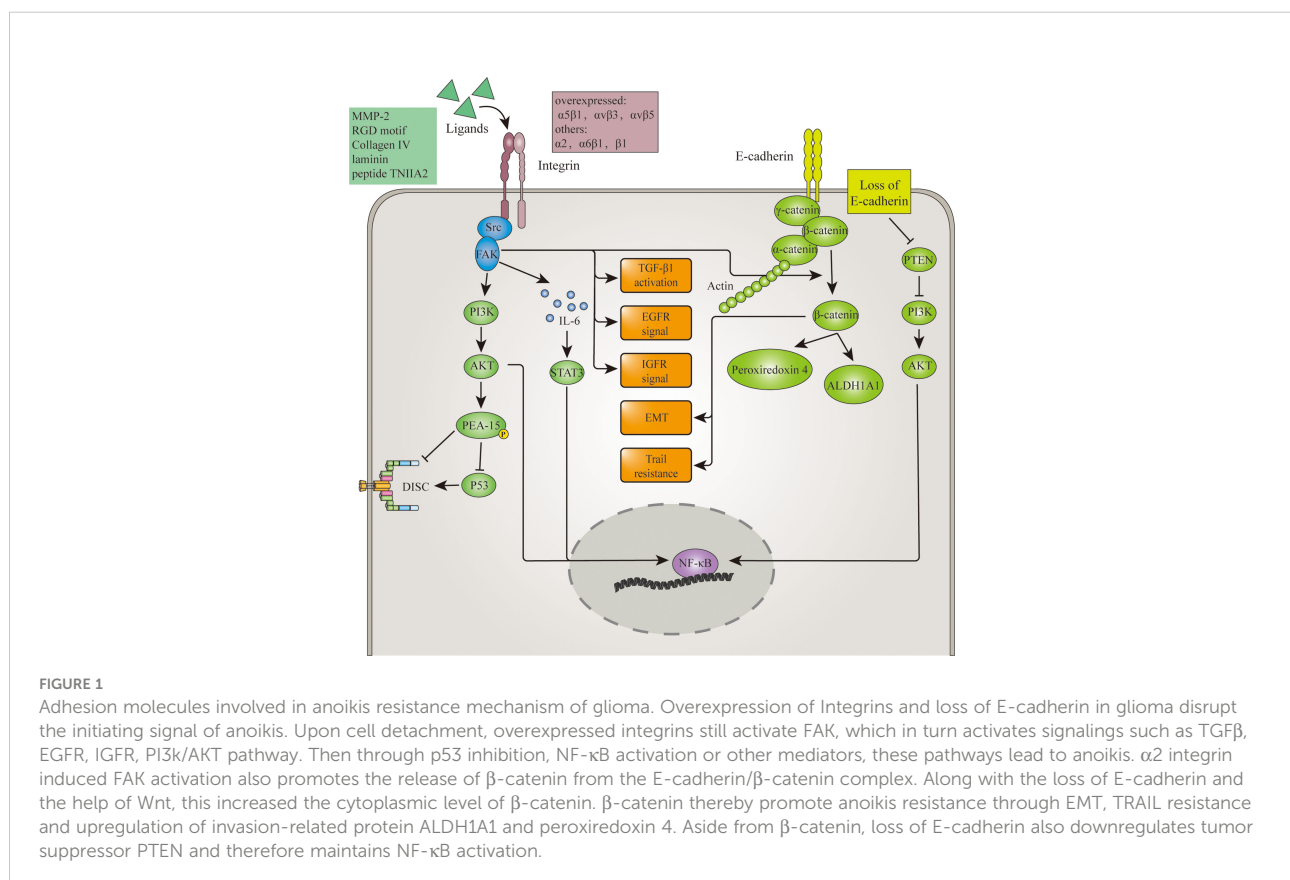 MMP-2
RGD motif
Collagen IV
laminin
peptide TNIIA2
Ligands
Integrin
overexpressed:
α5β1, αvβ3, αvβ5
others:
α2, α6β1, β1
E-cadherin
Loss of
E-cadherin
Src
FAK
PI3K
AKT
PEA-15
P
P53
DISC
IL-6
STAT3
TGF-β1
activation
EGFR
signal
IGFR
signal
EMT
Trail
resistance
γ-catenin
β-catenin
α-catenin
Actin
β-catenin
Peroxiredoxin 4
ALDH1A1
PTEN
PI3K
AKT
NF-κB
FIGURE 1
Adhesion molecules involved in anoikis resistance mechanism of glioma. Overexpression of Integrins and loss of E-cadherin in glioma disrupt
the initiating signal of anoikis. Upon cell detachment, overexpressed integrins still activate FAK, which in turn activates signalings such as TGFβ,
EGFR, IGFR, PI3k/AKT pathway. Then through p53 inhibition, NF-κB activation or other mediators, these pathways lead to anoikis. α2 integrin
induced FAK activation also promotes the release of β-catenin from the E-cadherin/β-catenin complex. Along with the loss of E-cadherin and
the help of Wnt, this increased the cytoplasmic level of β-catenin. β-catenin thereby promote anoikis resistance through EMT, TRAIL resistance
and upregulation of invasion-related protein ALDH1A1 and peroxiredoxin 4. Aside from β-catenin, loss of E-cadherin also downregulates tumor
suppressor PTEN and therefore maintains NF-κB activation.